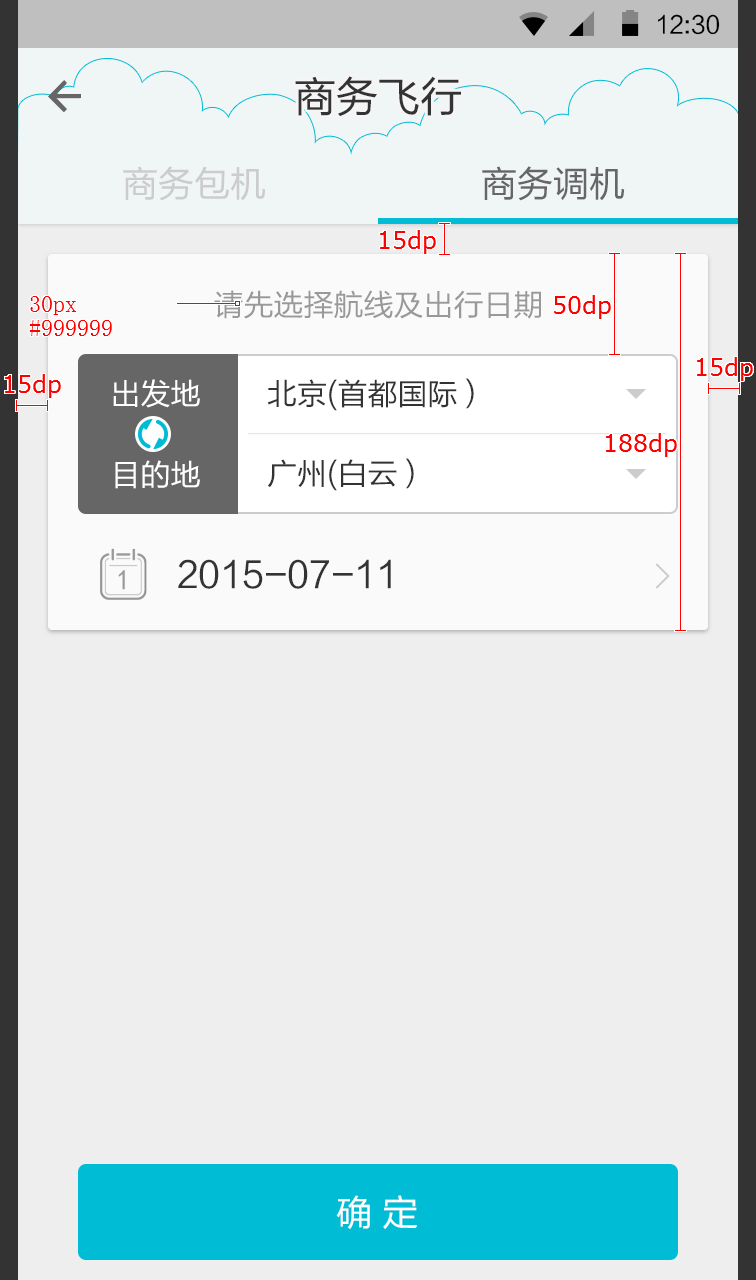 12:30
商务飞行
商务包机 商务调机
15dp
请先选择航线及出行日期 50dp
30px
#999999
15dp 15dp
出发地 北京(首都国际 )
188dp
目的地 广州(白云 )
1 2015-07-11
确 定